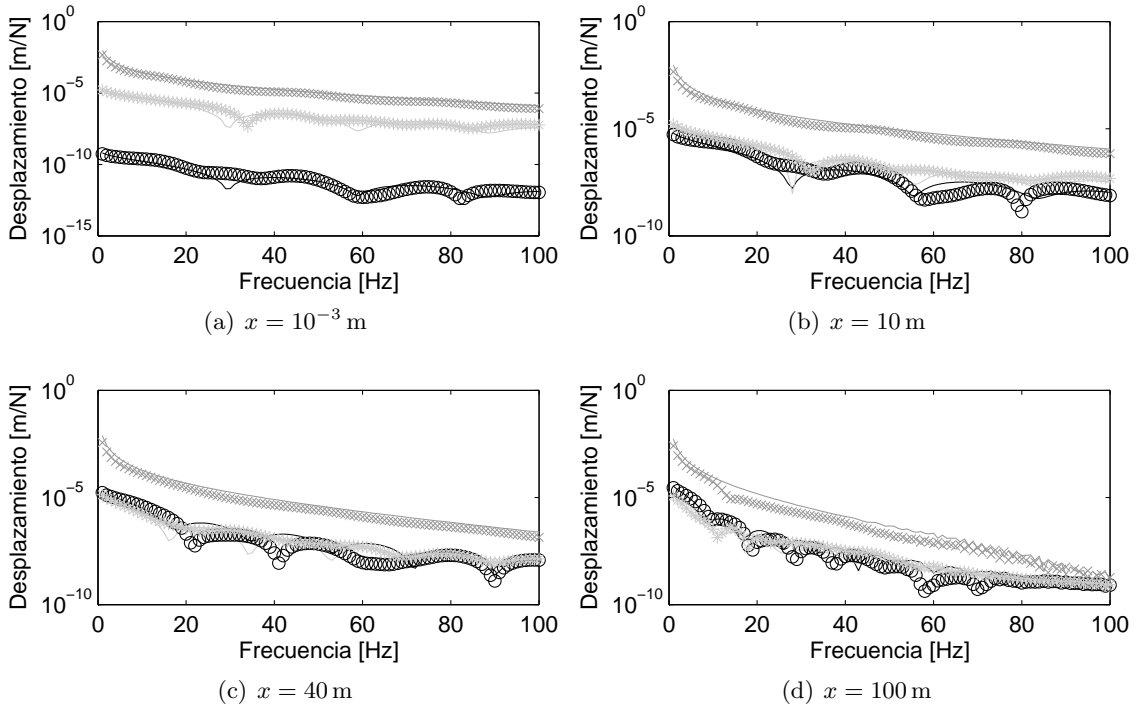 10^0
10^-5
10^-10
10^-15
Desplazamiento [m/N]
0 20 40 60 80 100
Frecuencia [Hz]
(a) x = 10^-3 m
10^0
10^-5
10^-10
Desplazamiento [m/N]
0 20 40 60 80 100
Frecuencia [Hz]
(b) x = 10 m
10^0
10^-5
10^-10
Desplazamiento [m/N]
0 20 40 60 80 100
Frecuencia [Hz]
(c) x = 40 m
10^0
10^-5
10^-10
Desplazamiento [m/N]
0 20 40 60 80 100
Frecuencia [Hz]
(d) x = 100 m